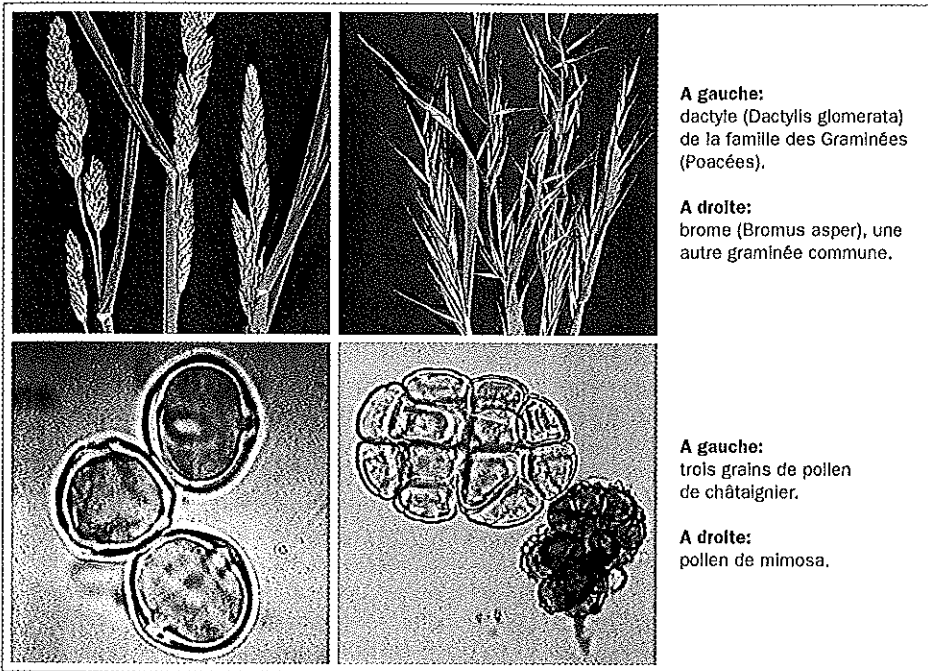 A gauche:
dactyle (Dactylis glomerata)
de la famille des Graminées
(Poacées).
A droite:
brome (Bromus asper), une
autre graminée commune.
A gauche:
trois grains de pollen
de châtaignier.
A droite:
pollen de mimosa.